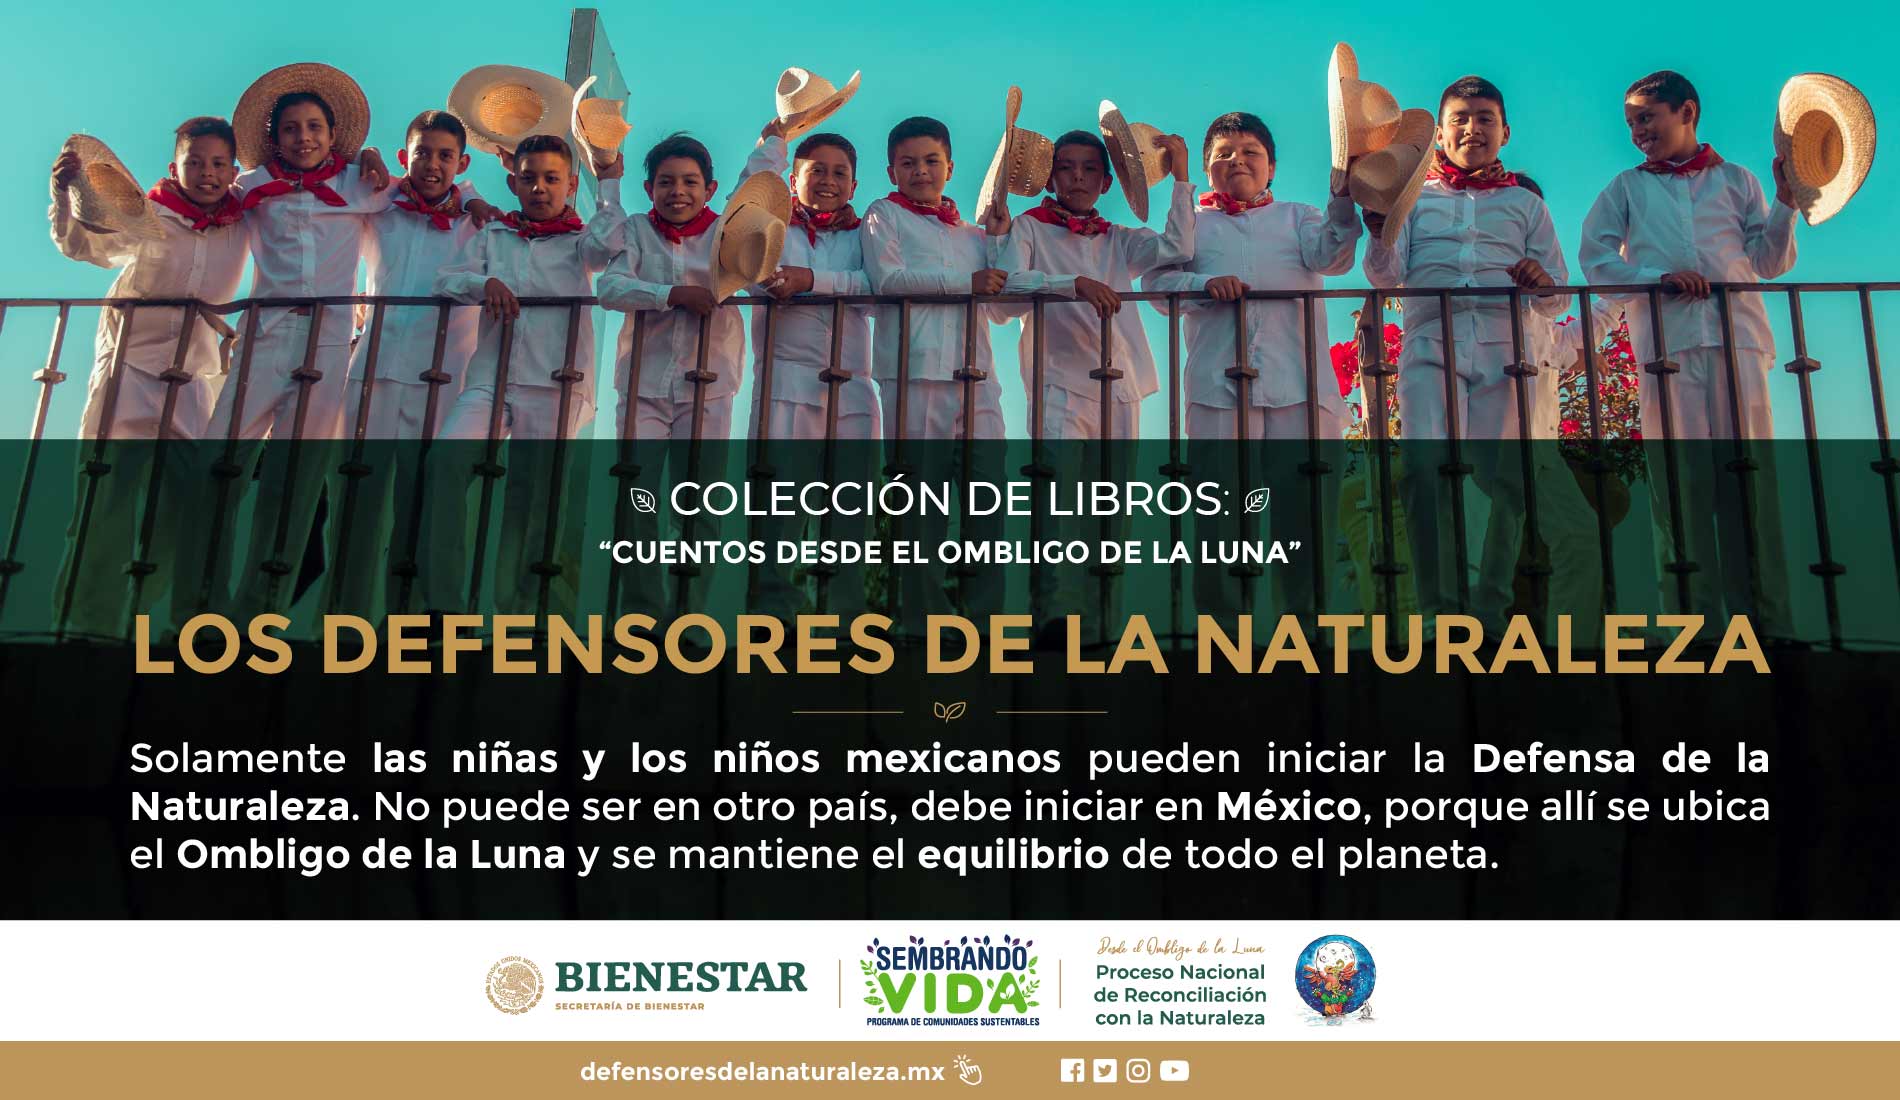 COLECCIÓN DE LIBROS:
“CUENTOS DESDE EL OMBLIGO DE LA LUNA”
LOS DEFENSORES DE LA NATURALEZA
Solamente las niñas y los niños mexicanos pueden iniciar la Defensa de la
Naturaleza. No puede ser en otro país, debe iniciar en México, porque allí se ubica
el Ombligo de la Luna y se mantiene el equilibrio de todo el planeta.
ESTADOS UNIDOS MEXICANOS
BIENESTAR
SECRETARÍA DE BIENESTAR
SEMBRANDO
VIDA
PROGRAMA DE COMUNIDADES SUSTENTABLES
Desde el Ombligo de la Luna
Proceso Nacional
de Reconciliación
con la Naturaleza
defensoresdelanaturaleza.mx